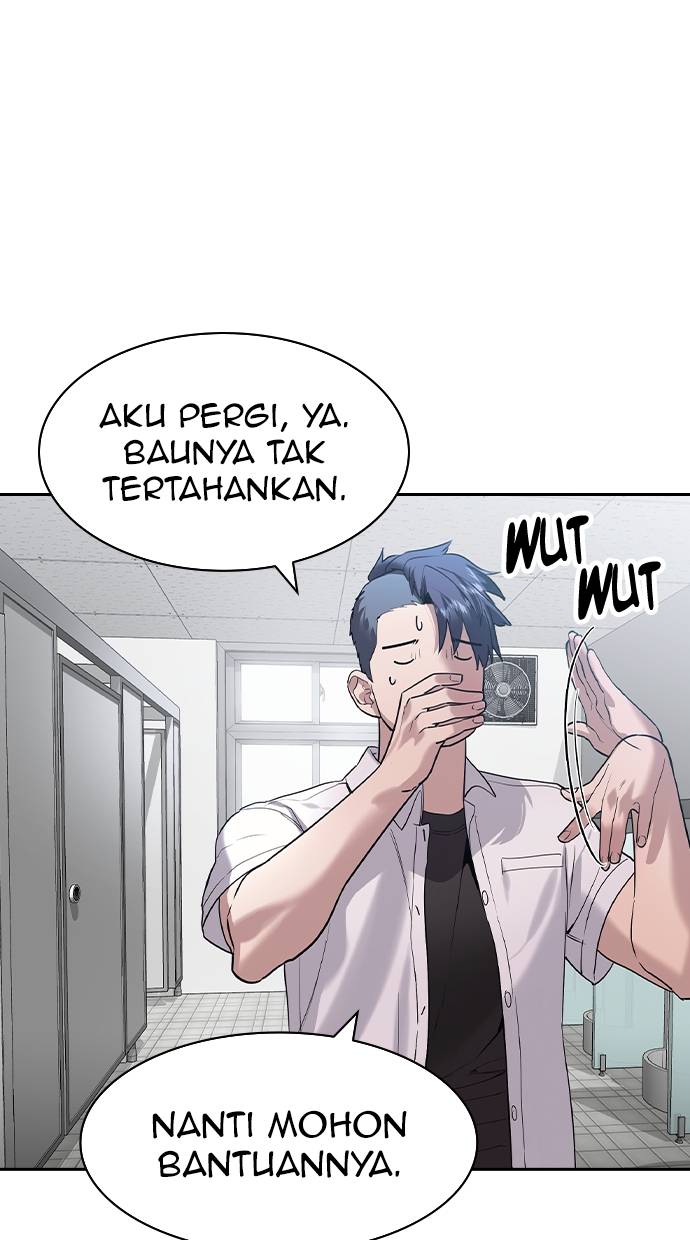 AKU PERGI, YA.
BAUNYA TAK
TERTAHANKAN.
WUT
WUT
NANTI MOHON
BANTUANNYA.